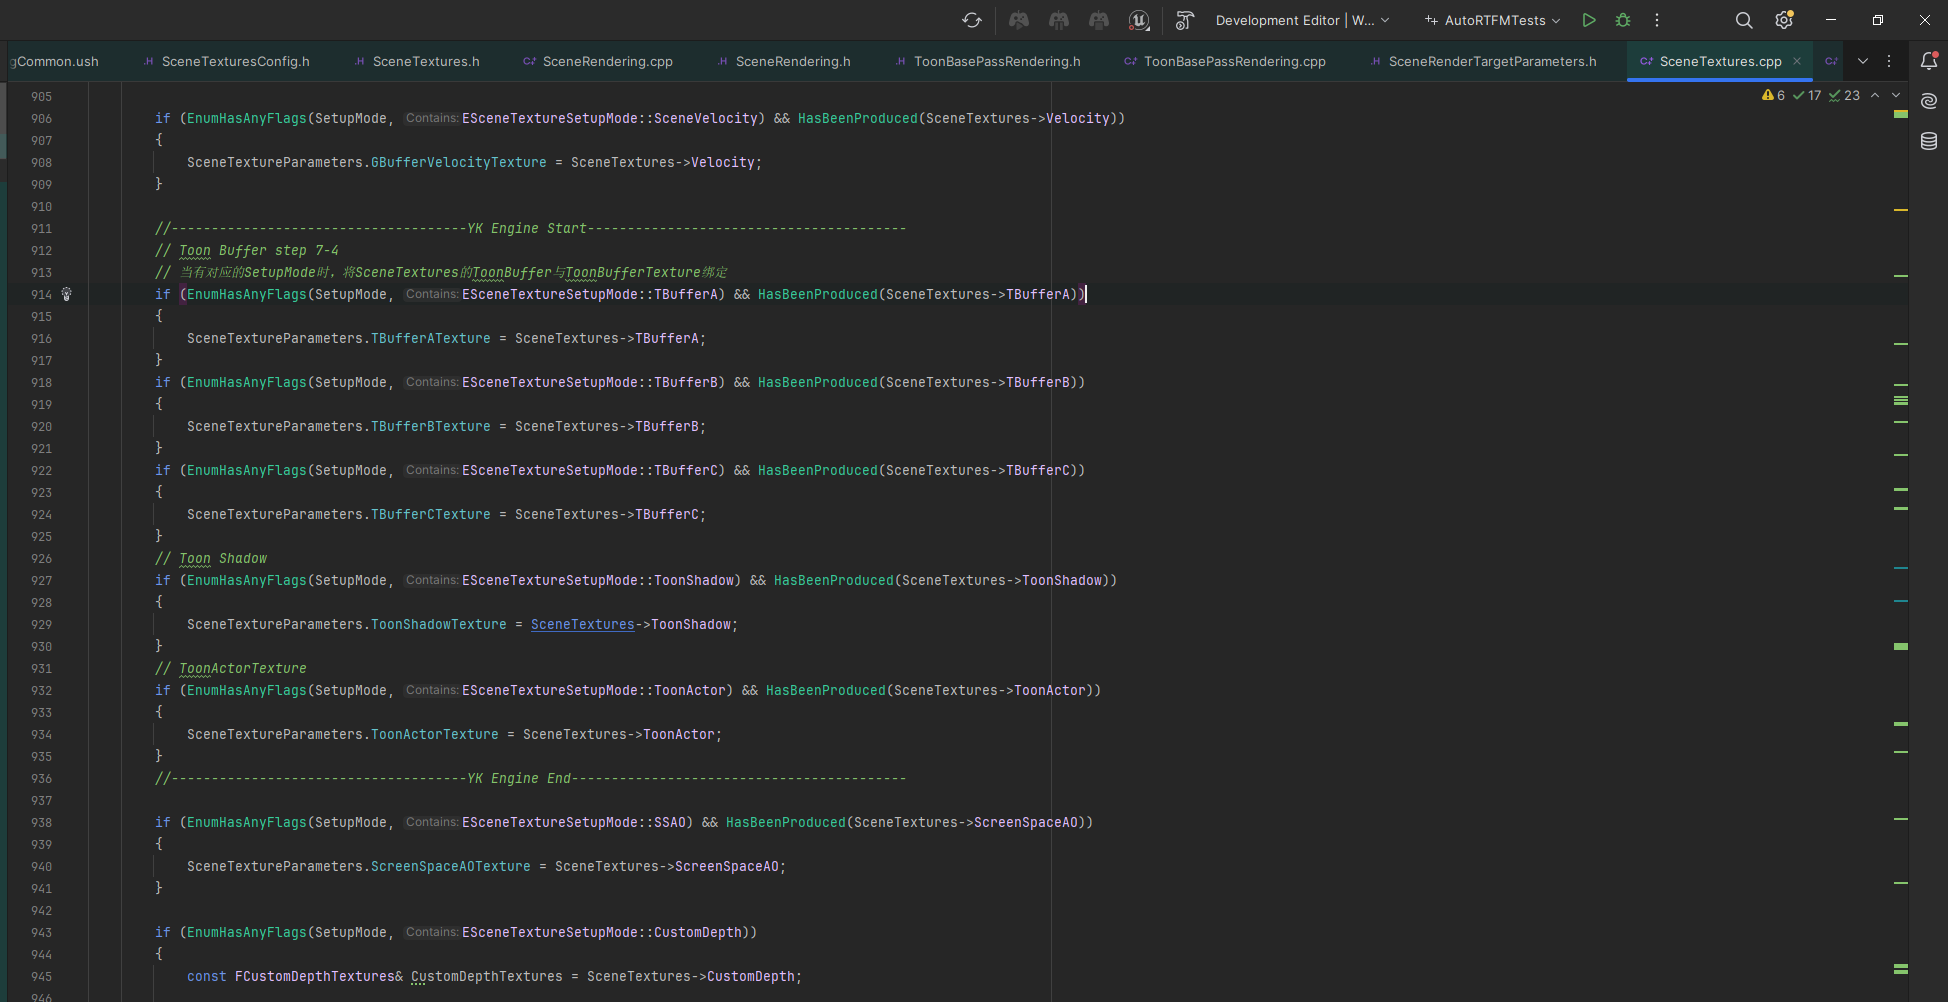 Development Editor | W...
AutoRTFMTests
gCommon.ush
SceneTexturesConfig.h
SceneTextures.h
SceneRendering.cpp
SceneRendering.h
ToonBasePassRendering.h
ToonBasePassRendering.cpp
SceneRenderTargetParameters.h
SceneTextures.cpp
6 17 23
905
906 if (EnumHasAnyFlags(SetupMode, Contains: ESceneTextureSetupMode::SceneVelocity) && HasBeenProduced(SceneTextures->Velocity))
907 {
908 SceneTextureParameters.GBufferVelocityTexture = SceneTextures->Velocity;
909 }
910
911 //-------------------------------------YK Engine Start----------------------------------------
912 // Toon Buffer step 7-4
913 // 当有对应的SetupMode时，将SceneTextures的ToonBuffer与ToonBufferTexture绑定
914 if (EnumHasAnyFlags(SetupMode, Contains: ESceneTextureSetupMode::TBufferA) && HasBeenProduced(SceneTextures->TBufferA))
915 {
916 SceneTextureParameters.TBufferATexture = SceneTextures->TBufferA;
917 }
918 if (EnumHasAnyFlags(SetupMode, Contains: ESceneTextureSetupMode::TBufferB) && HasBeenProduced(SceneTextures->TBufferB))
919 {
920 SceneTextureParameters.TBufferBTexture = SceneTextures->TBufferB;
921 }
922 if (EnumHasAnyFlags(SetupMode, Contains: ESceneTextureSetupMode::TBufferC) && HasBeenProduced(SceneTextures->TBufferC))
923 {
924 SceneTextureParameters.TBufferCTexture = SceneTextures->TBufferC;
925 }
926 // Toon Shadow
927 if (EnumHasAnyFlags(SetupMode, Contains: ESceneTextureSetupMode::ToonShadow) && HasBeenProduced(SceneTextures->ToonShadow))
928 {
929 SceneTextureParameters.ToonShadowTexture = SceneTextures->ToonShadow;
930 }
931 // ToonActorTexture
932 if (EnumHasAnyFlags(SetupMode, Contains: ESceneTextureSetupMode::ToonActor) && HasBeenProduced(SceneTextures->ToonActor))
933 {
934 SceneTextureParameters.ToonActorTexture = SceneTextures->ToonActor;
935 }
936 //-------------------------------------YK Engine End------------------------------------------
937
938 if (EnumHasAnyFlags(SetupMode, Contains: ESceneTextureSetupMode::SSAO) && HasBeenProduced(SceneTextures->ScreenSpaceAO))
939 {
940 SceneTextureParameters.ScreenSpaceAOTexture = SceneTextures->ScreenSpaceAO;
941 }
942
943 if (EnumHasAnyFlags(SetupMode, Contains: ESceneTextureSetupMode::CustomDepth))
944 {
945 const FCustomDepthTextures& CustomDepthTextures = SceneTextures->CustomDepth;
946